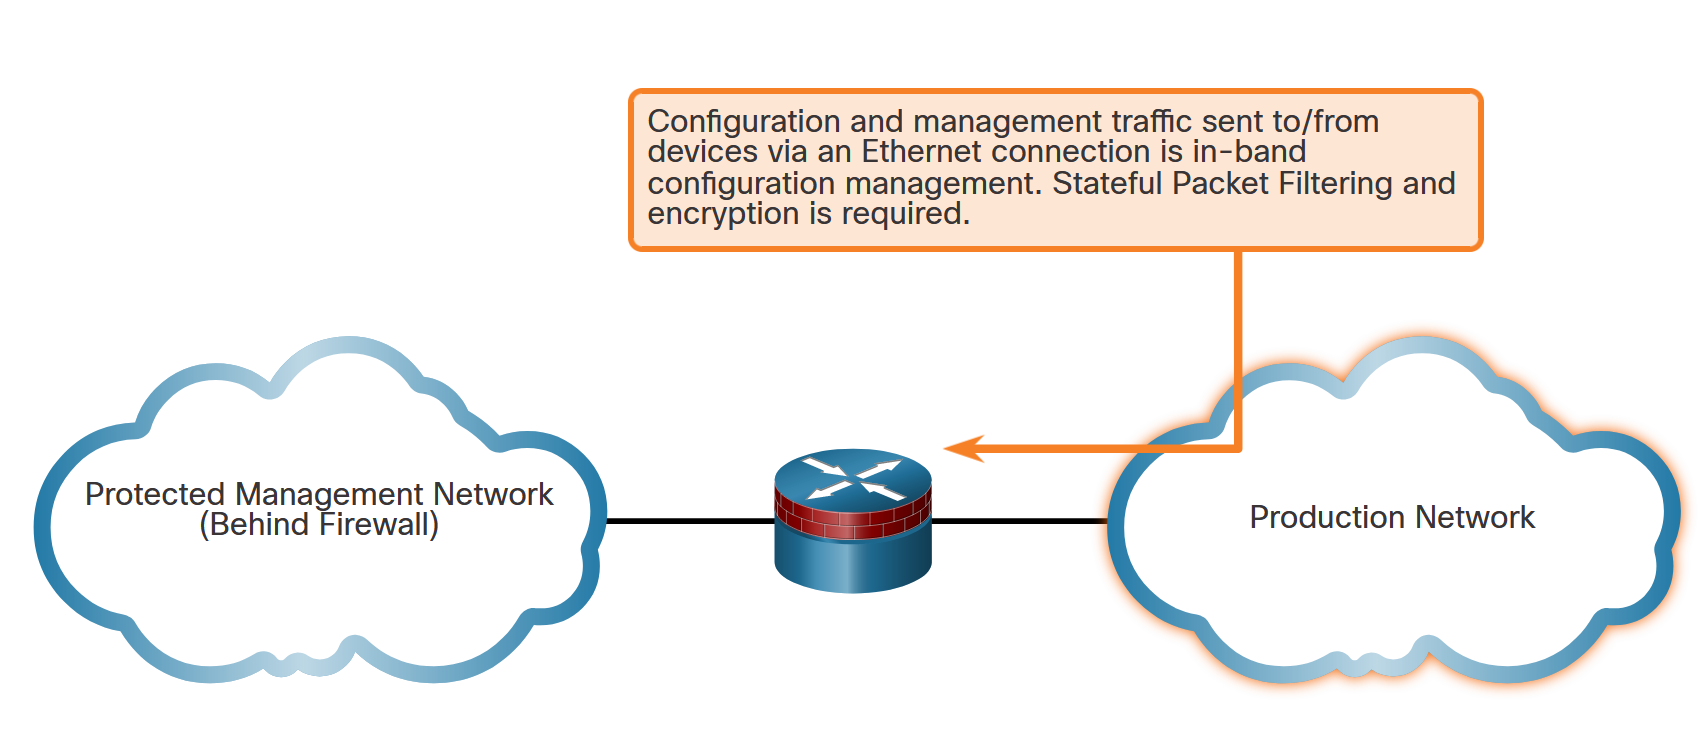 Configuration and management traffic sent to/from
devices via an Ethernet connection is in-band
configuration management. Stateful Packet Filtering and
encryption is required.
Protected Management Network
(Behind Firewall)
Production Network